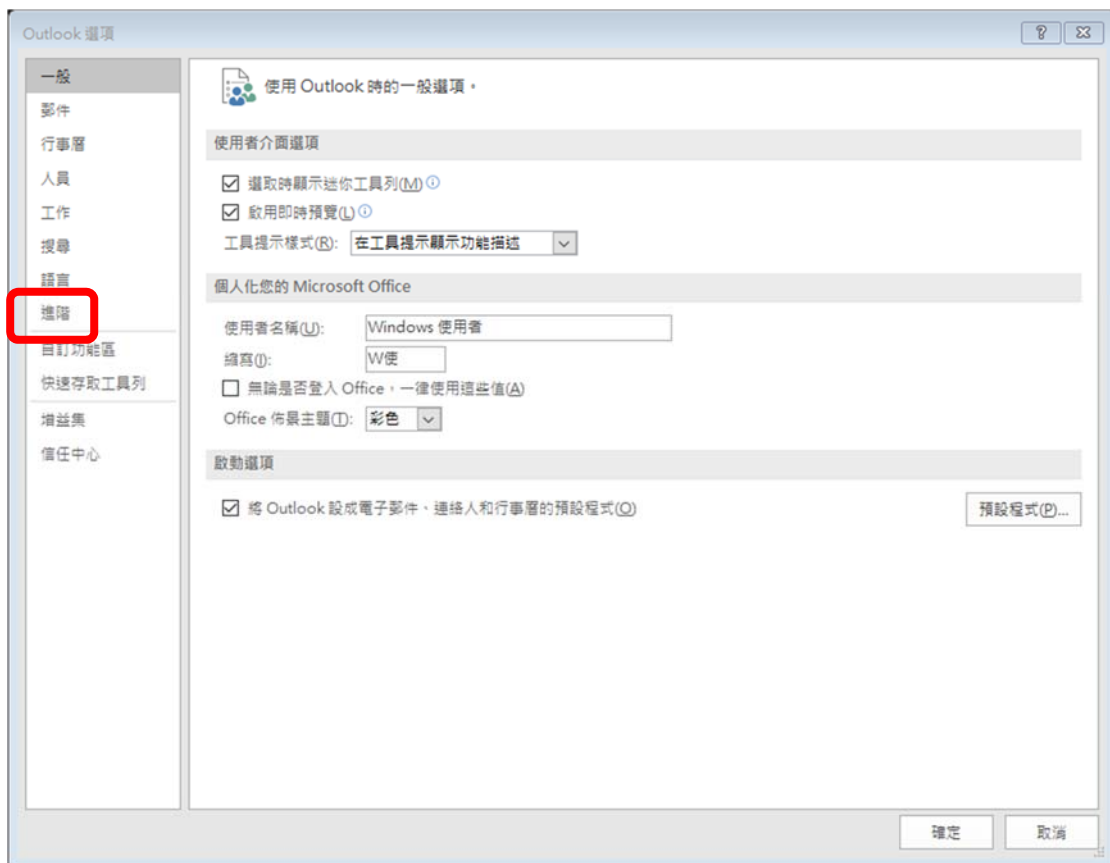 Outlook 選項
一般
郵件
行事曆
人員
工作
搜尋
語言
進階
自訂功能區
快速存取工具列
增益集
信任中心
使用 Outlook 時的一般選項。
使用者介面選項
選取時顯示迷你工具列(M)
啟用即時預覽(L)
工具提示樣式(R): 在工具提示顯示功能描述
個人化您的 Microsoft Office
使用者名稱(U): Windows 使用者
縮寫(I): W使
無論是否登入 Office，一律使用這些值(A)
Office 佈景主題(T): 彩色
啟動選項
將 Outlook 設成電子郵件、連絡人和行事曆的預設程式(O) 預設程式(P)...
確定 取消